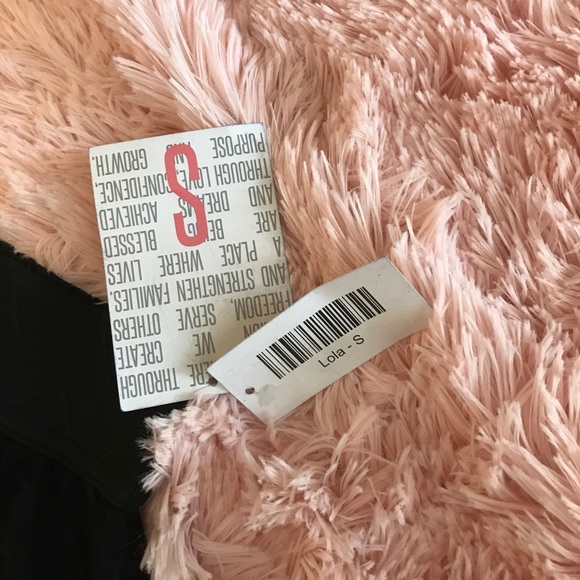 THROUGH
WE CREATE
FREEDOM, SERVE OTHERS
AND STRENGTHEN FAMILIES.
A PLACE WHERE LIVES
ARE BEING BLESSED
AND DREAMS ACHIEVED
THROUGH LOVE, CONFIDENCE,
PURPOSE AND GROWTH.
S
Lola - S